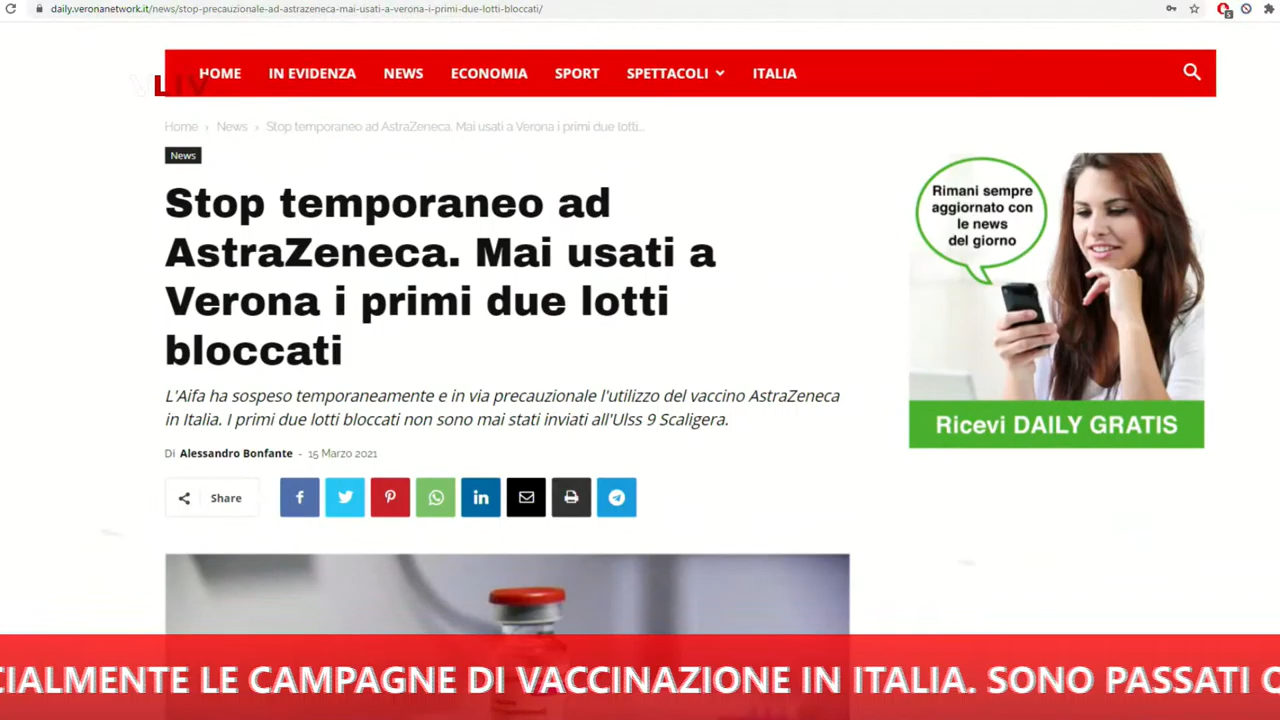 daily.veronanetwork.it/news/stop-precauzionale-ad-astrazeneca-mai-usati-a-verona-i-primi-due-lotti-bloccati/
HOME IN EVIDENZA NEWS ECONOMIA SPORT SPETTACOLI ITALIA
Home › News › Stop temporaneo ad AstraZeneca. Mai usati a Verona i primi due lotti...
News
Stop temporaneo ad
AstraZeneca. Mai usati a
Verona i primi due lotti
bloccati
L'Aifa ha sospeso temporaneamente e in via precauzionale l'utilizzo del vaccino AstraZeneca
in Italia. I primi due lotti bloccati non sono mai stati inviati all'Ulss 9 Scaligera.
Di Alessandro Bonfante - 15 Marzo 2021
Share
Rimani sempre
aggiornato con
le news
del giorno
Ricevi DAILY GRATIS
CIALMENTE LE CAMPAGNE DI VACCINAZIONE IN ITALIA. SONO PASSATI